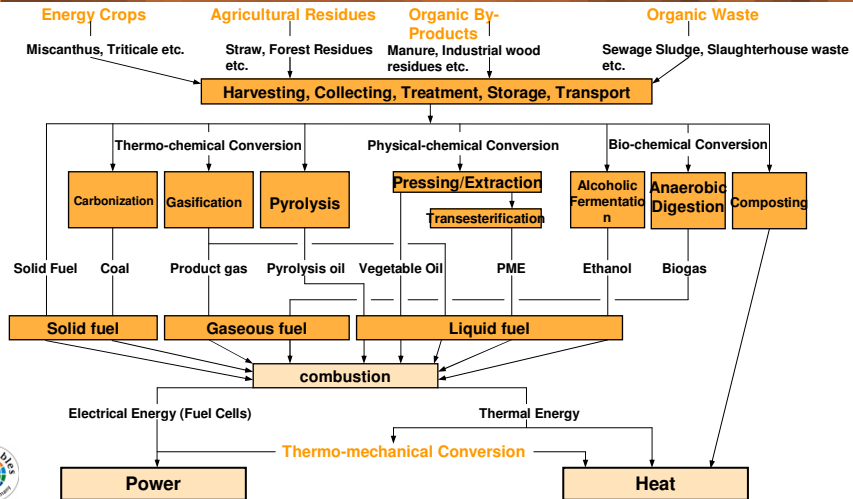 Energy Crops
Agricultural Residues
Organic By-
Products
Organic Waste
Miscanthus, Triticale etc.
Straw, Forest Residues
etc.
Manure, Industrial wood
residues etc.
Sewage Sludge, Slaughterhouse waste
etc.
Harvesting, Collecting, Treatment, Storage, Transport
Thermo-chemical Conversion
Physical-chemical Conversion
Bio-chemical Conversion
Carbonization
Gasification
Pyrolysis
Pressing/Extraction
Transesterification
Alcoholic
Fermentatio
n
Anaerobic
Digestion
Composting
Solid Fuel
Coal
Product gas
Pyrolysis oil
Vegetable Oil
PME
Ethanol
Biogas
Solid fuel
Gaseous fuel
Liquid fuel
combustion
Electrical Energy (Fuel Cells)
Thermal Energy
Thermo-mechanical Conversion
Power
Heat